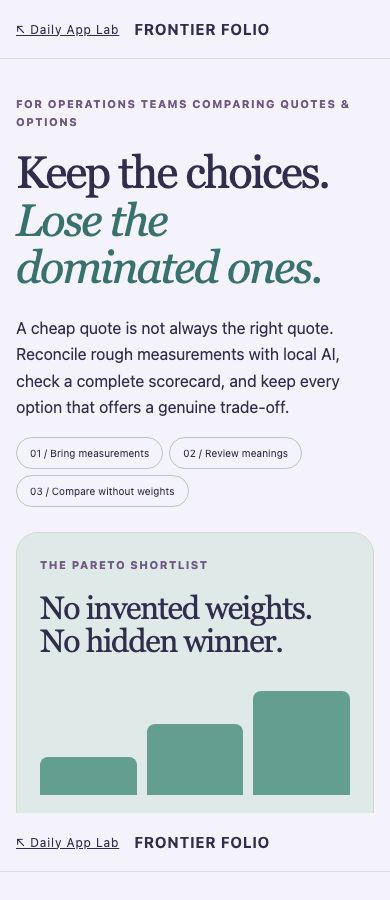 ↖ Daily App Lab FRONTIER FOLIO
FOR OPERATIONS TEAMS COMPARING QUOTES &
OPTIONS
Keep the choices.
Lose the
dominated ones.
A cheap quote is not always the right quote.
Reconcile rough measurements with local AI,
check a complete scorecard, and keep every
option that offers a genuine trade-off.
01 / Bring measurements 02 / Review meanings
03 / Compare without weights
THE PARETO SHORTLIST
No invented weights.
No hidden winner.
↖ Daily App Lab FRONTIER FOLIO